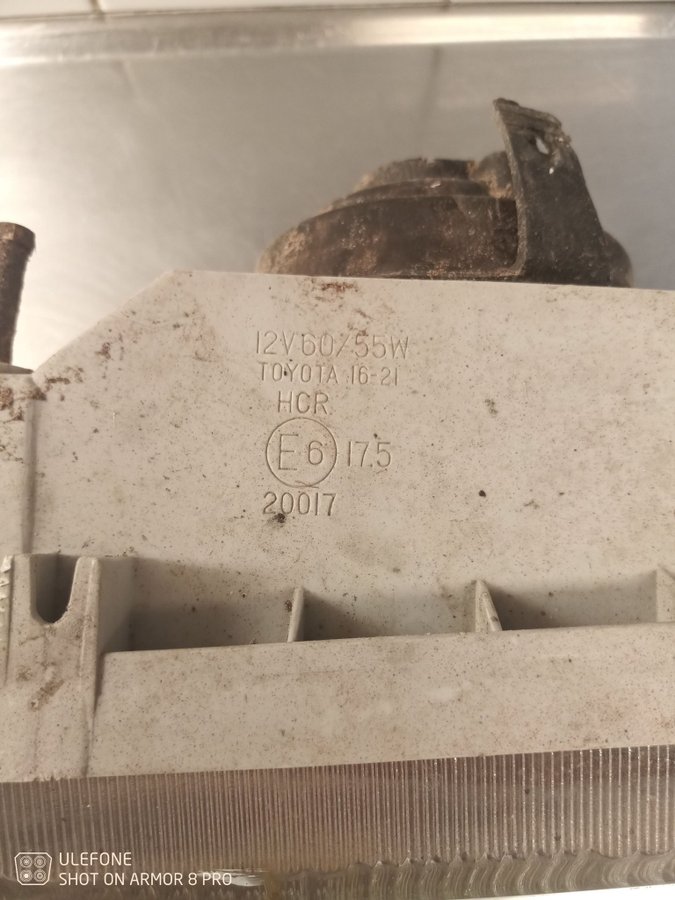 12V60/55W
TOYOTA 16-21
HCR
E6 17.5
20017
ULEFONE
SHOT ON ARMOR 8 PRO